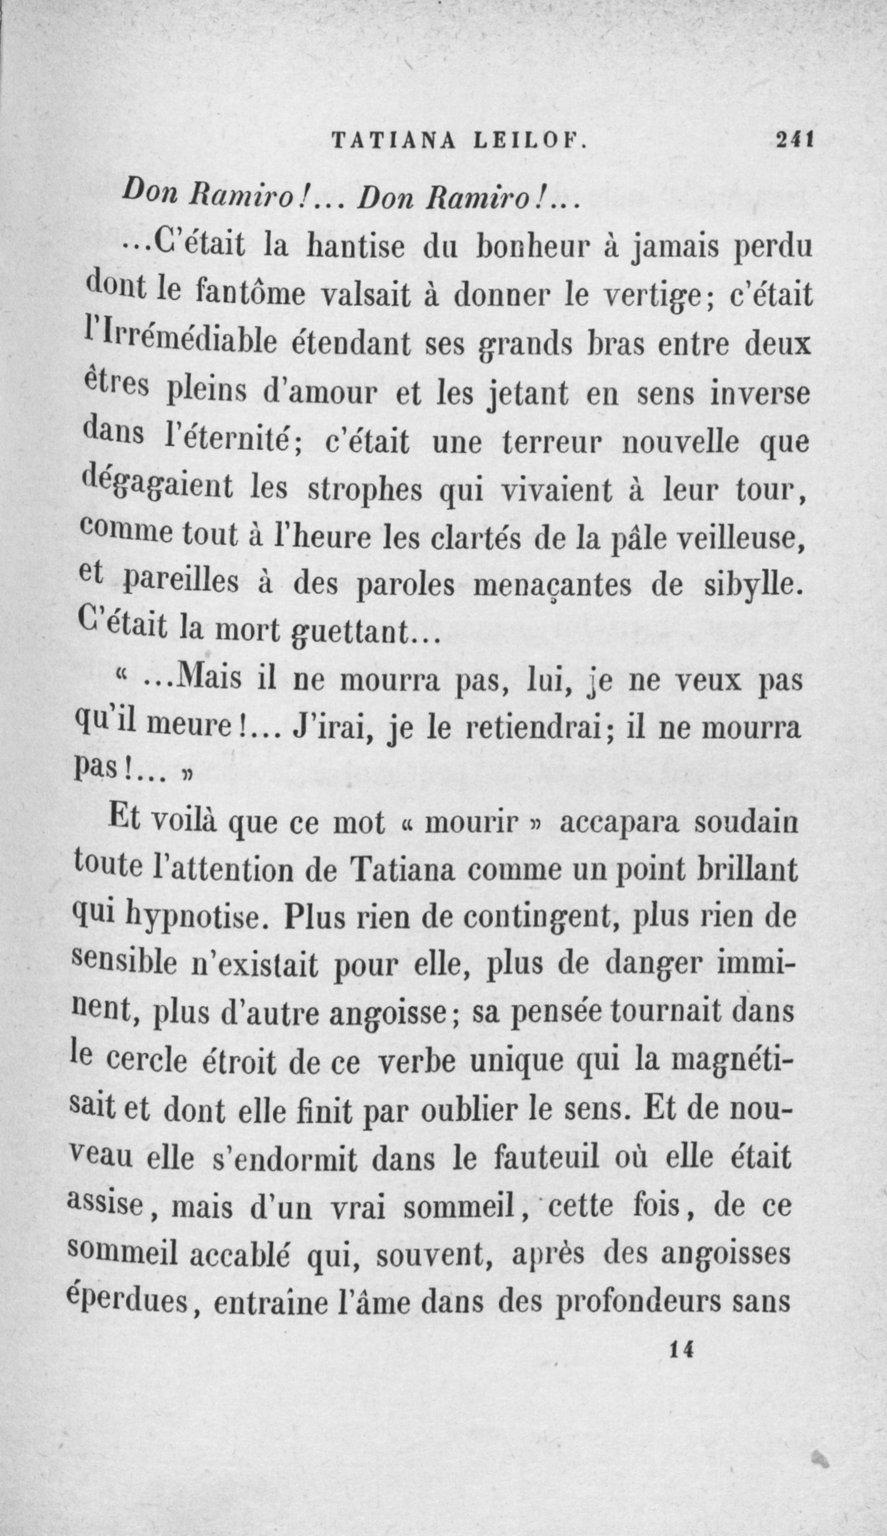 TATIANA LEILOF. 241
Don Ramiro!... Don Ramiro!...
...C'était la hantise du bonheur à jamais perdu
dont le fantôme valsait à donner le vertige; c'était
l'Irrémédiable étendant ses grands bras entre deux
êtres pleins d'amour et les jetant en sens inverse
dans l'éternité; c'était une terreur nouvelle que
dégagaient les strophes qui vivaient à leur tour,
comme tout à l'heure les clartés de la pâle veilleuse,
et pareilles à des paroles menaçantes de sibylle.
C'était la mort guettant...
« ...Mais il ne mourra pas, lui, je ne veux pas
qu'il meure!... J'irai, je le retiendrai; il ne mourra
pas!... »
Et voilà que ce mot « mourir » accapara soudain
toute l'attention de Tatiana comme un point brillant
qui hypnotise. Plus rien de contingent, plus rien de
sensible n'existait pour elle, plus de danger immi-
nent, plus d'autre angoisse; sa pensée tournait dans
le cercle étroit de ce verbe unique qui la magnéti-
sait et dont elle finit par oublier le sens. Et de nou-
veau elle s'endormit dans le fauteuil où elle était
assise, mais d'un vrai sommeil, cette fois, de ce
sommeil accablé qui, souvent, après des angoisses
éperdues, entraîne l'âme dans des profondeurs sans
14